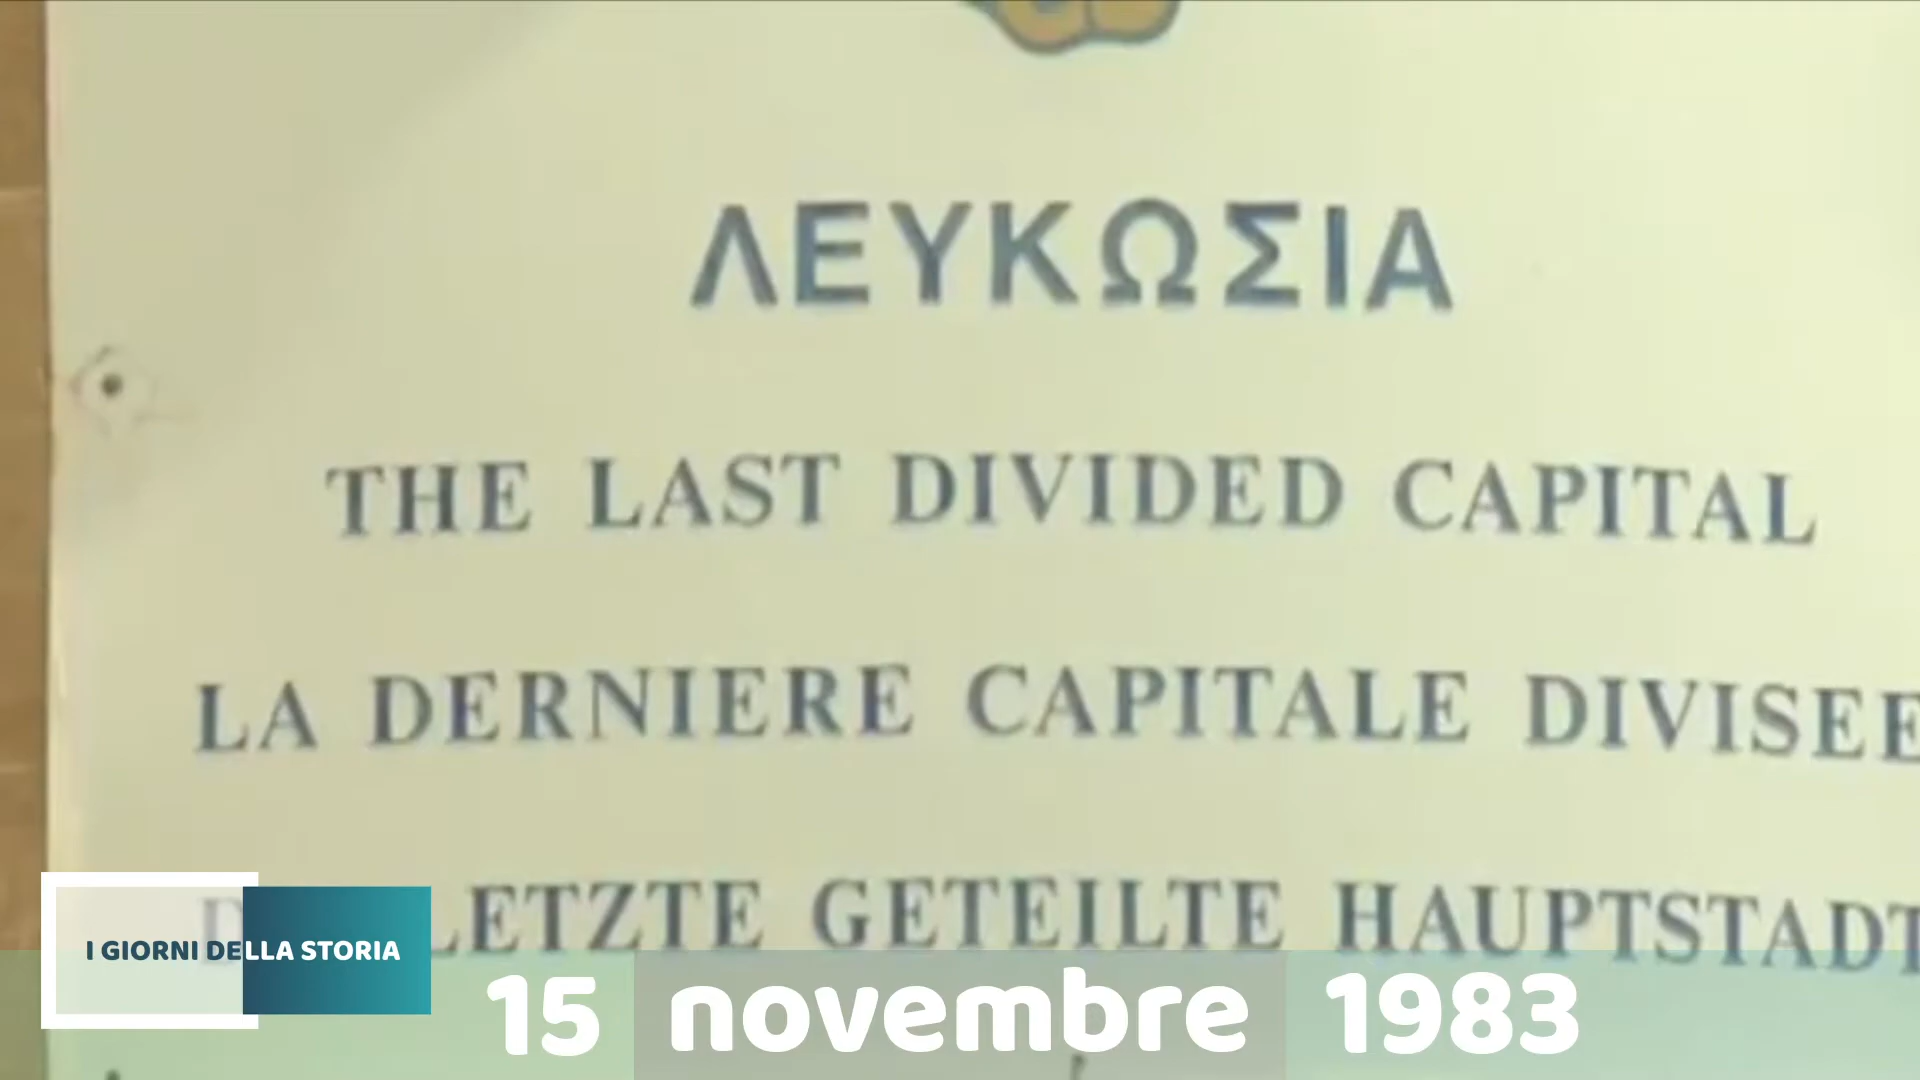 ΛΕΥΚΩΣΙΑ
THE LAST DIVIDED CAPITAL
LA DERNIERE CAPITALE DIVISEE
LETZTE GETEILTE HAUPTSTADT
I GIORNI DELLA STORIA
15 novembre 1983